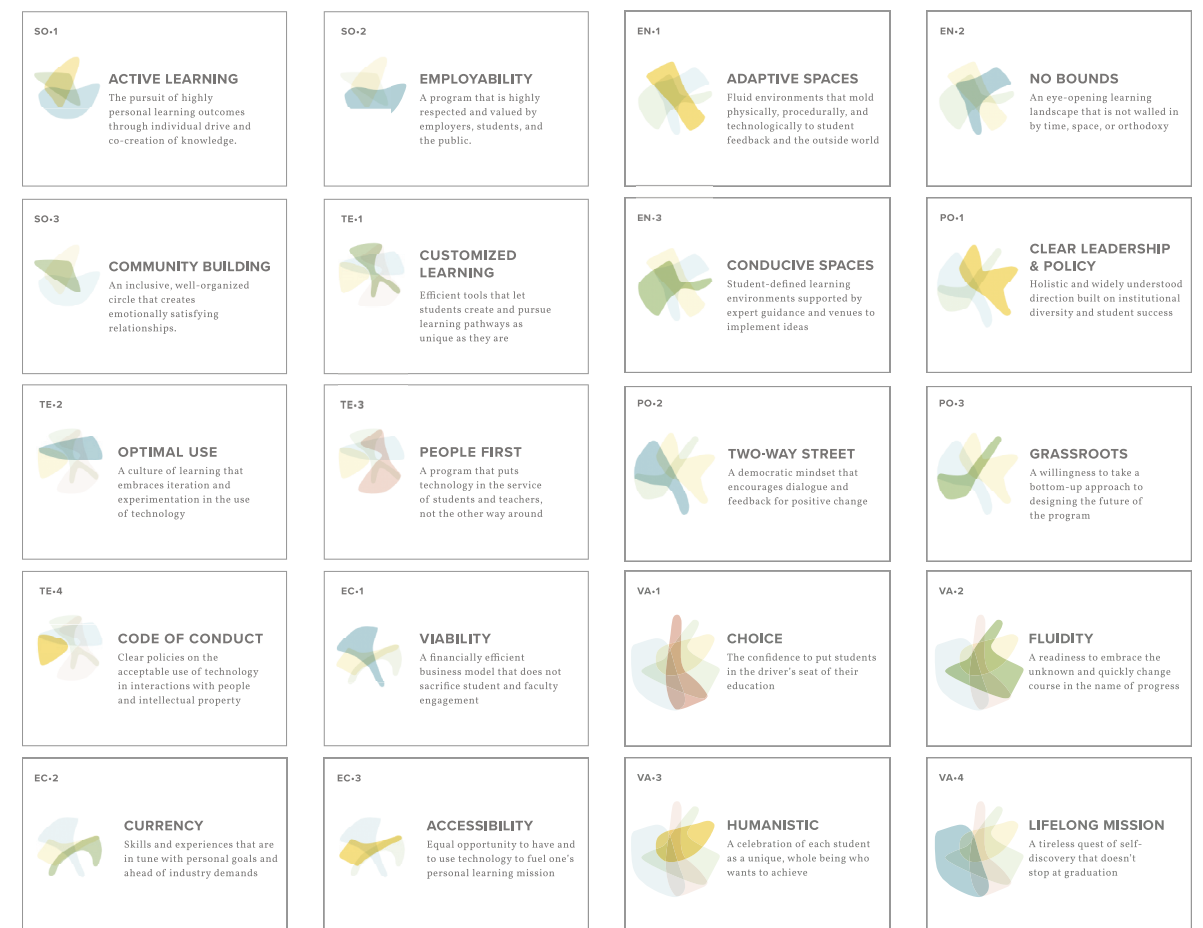 SO•1
ACTIVE LEARNING
The pursuit of highly
personal learning outcomes
through individual drive and
co-creation of knowledge.
SO•2
EMPLOYABILITY
A program that is highly
respected and valued by
employers, students, and
the public.
EN•1
ADAPTIVE SPACES
Fluid environments that mold
physically, procedurally, and
technologically to student
feedback and the outside world
EN•2
NO BOUNDS
An eye-opening learning
landscape that is not walled in
by time, space, or orthodoxy
SO•3
COMMUNITY BUILDING
An inclusive, well-organized
circle that creates
emotionally satisfying
relationships.
TE•1
CUSTOMIZED
LEARNING
Efficient tools that let
students create and pursue
learning pathways as
unique as they are
EN•3
CONDUCIVE SPACES
Student-defined learning
environments supported by
expert guidance and venues to
implement ideas
PO•1
CLEAR LEADERSHIP
& POLICY
Holistic and widely understood
direction built on institutional
diversity and student success
TE•2
OPTIMAL USE
A culture of learning that
embraces iteration and
experimentation in the use
of technology
TE•3
PEOPLE FIRST
A program that puts
technology in the service
of students and teachers,
not the other way around
PO•2
TWO-WAY STREET
A democratic mindset that
encourages dialogue and
feedback for positive change
PO•3
GRASSROOTS
A willingness to take a
bottom-up approach to
designing the future of
the program
TE•4
CODE OF CONDUCT
Clear policies on the
acceptable use of technology
in interactions with people
and intellectual property
EC•1
VIABILITY
A financially efficient
business model that does not
sacrifice student and faculty
engagement
VA•1
CHOICE
The confidence to put students
in the driver's seat of their
education
VA•2
FLUIDITY
A readiness to embrace the
unknown and quickly change
course in the name of progress
EC•2
CURRENCY
Skills and experiences that are
in tune with personal goals and
ahead of industry demands
EC•3
ACCESSIBILITY
Equal opportunity to have and
to use technology to fuel one's
personal learning mission
VA•3
HUMANISTIC
A celebration of each student
as a unique, whole being who
wants to achieve
VA•4
LIFELONG MISSION
A tireless quest of self-
discovery that doesn't
stop at graduation